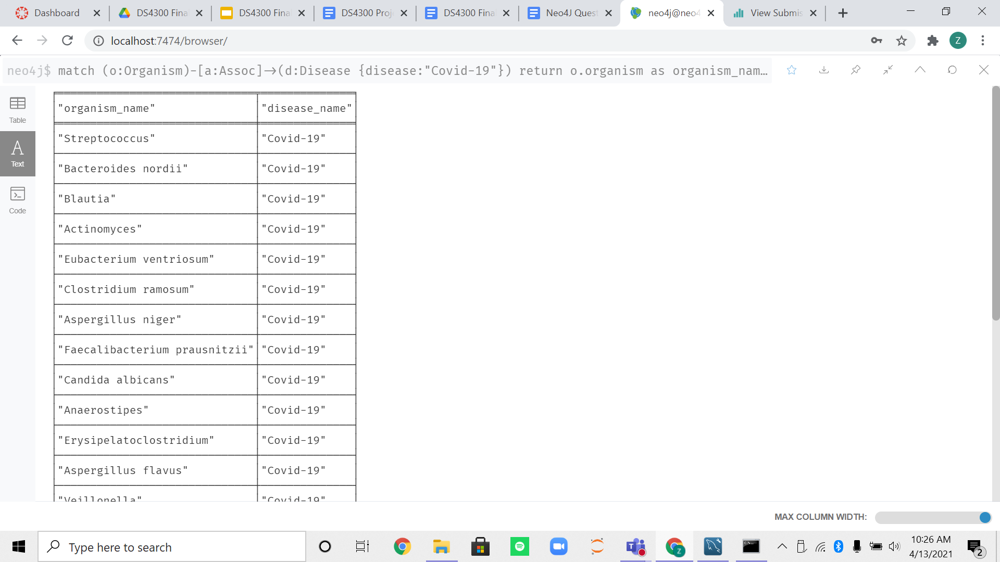 Dashboard
DS4300 Fina
DS4300 Fina
DS4300 Proj
DS4300 Fina
Neo4J Quest
neo4j@neo4
View Submis
localhost:7474/browser/
Z
neo4j$ match (o:Organism)-[a:Assoc]->(d:Disease {disease:"Covid-19"}) return o.organism as organism_nam…
Table
Text
Code
"organism_name" "disease_name"
"Streptococcus" "Covid-19"
"Bacteroides nordii" "Covid-19"
"Blautia" "Covid-19"
"Actinomyces" "Covid-19"
"Eubacterium ventriosum" "Covid-19"
"Clostridium ramosum" "Covid-19"
"Aspergillus niger" "Covid-19"
"Faecalibacterium prausnitzii" "Covid-19"
"Candida albicans" "Covid-19"
"Anaerostipes" "Covid-19"
"Erysipelatoclostridium" "Covid-19"
"Aspergillus flavus" "Covid-19"
"Veillonella" "Covid-19"
MAX COLUMN WIDTH:
Type here to search
10:26 AM
4/13/2021
2